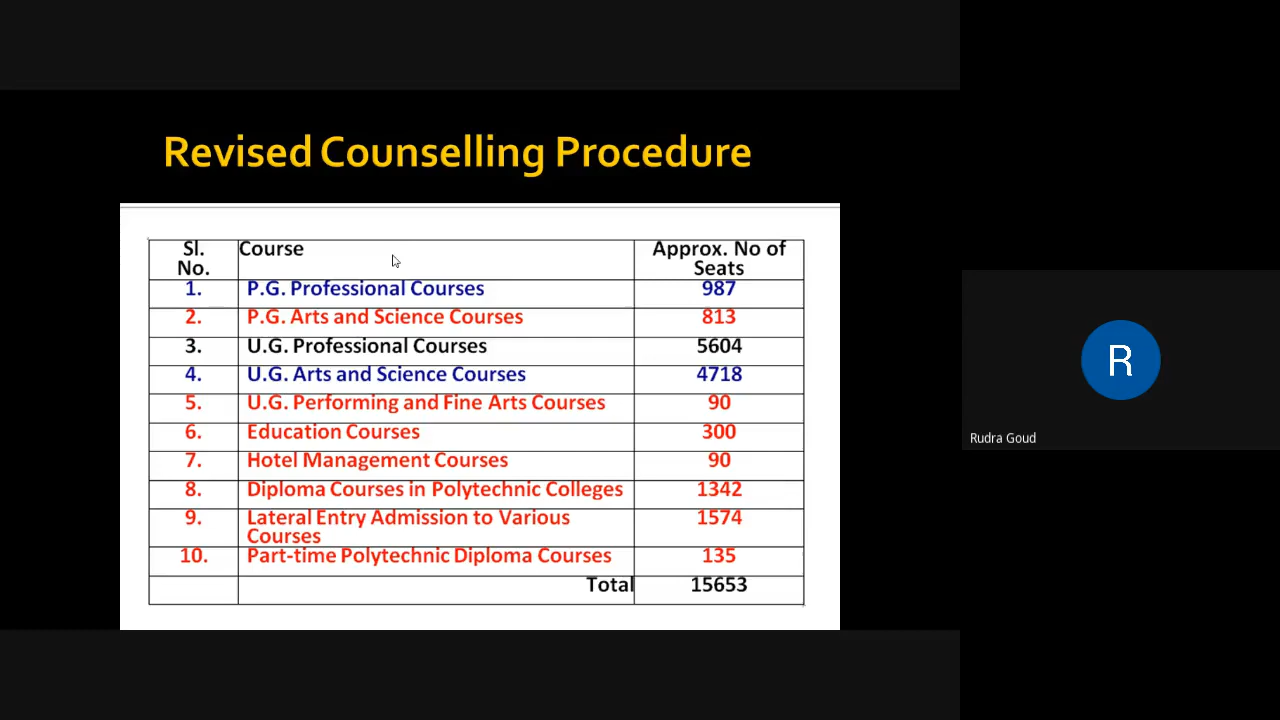 Revised Counselling Procedure
Sl. No. Course Approx. No of Seats
1. P.G. Professional Courses 987
2. P.G. Arts and Science Courses 813
3. U.G. Professional Courses 5604
4. U.G. Arts and Science Courses 4718
5. U.G. Performing and Fine Arts Courses 90
6. Education Courses 300
7. Hotel Management Courses 90
8. Diploma Courses in Polytechnic Colleges 1342
9. Lateral Entry Admission to Various Courses 1574
10. Part-time Polytechnic Diploma Courses 135
Total 15653
R
Rudra Goud